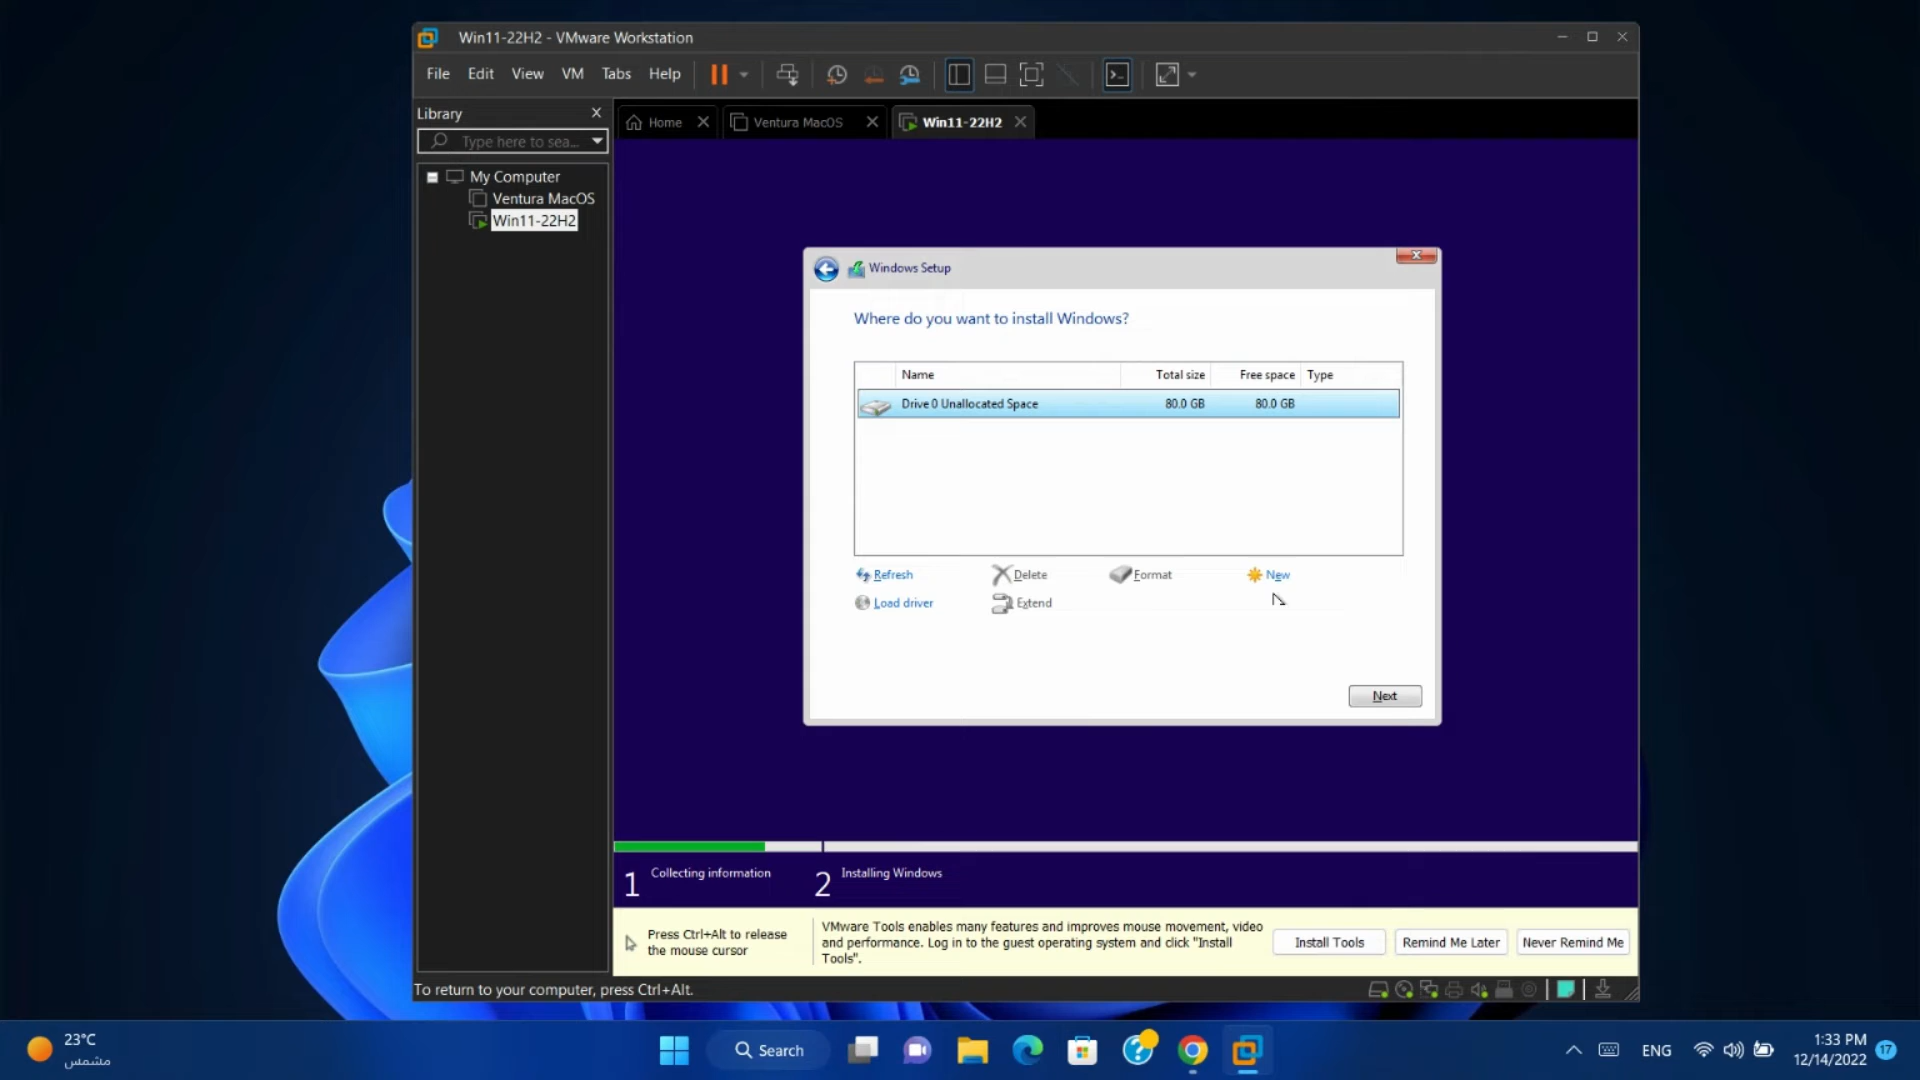 Win11-22H2 - VMware Workstation
File Edit View VM Tabs Help
Library
Type here to sea...
Home
Ventura MacOS
Win11-22H2
My Computer
Ventura MacOS
Win11-22H2
Windows Setup
Where do you want to install Windows?
Name Total size Free space Type
Drive 0 Unallocated Space 80.0 GB 80.0 GB
Refresh Delete Format New
Load driver Extend
Next
1 Collecting information 2 Installing Windows
Press Ctrl+Alt to release
the mouse cursor
VMware Tools enables many features and improves mouse movement, video
and performance. Log in to the guest operating system and click "Install
Tools".
Install Tools
Remind Me Later
Never Remind Me
To return to your computer, press Ctrl+Alt.
23°C
مشمس
Search
ENG
1:33 PM
12/14/2022
17